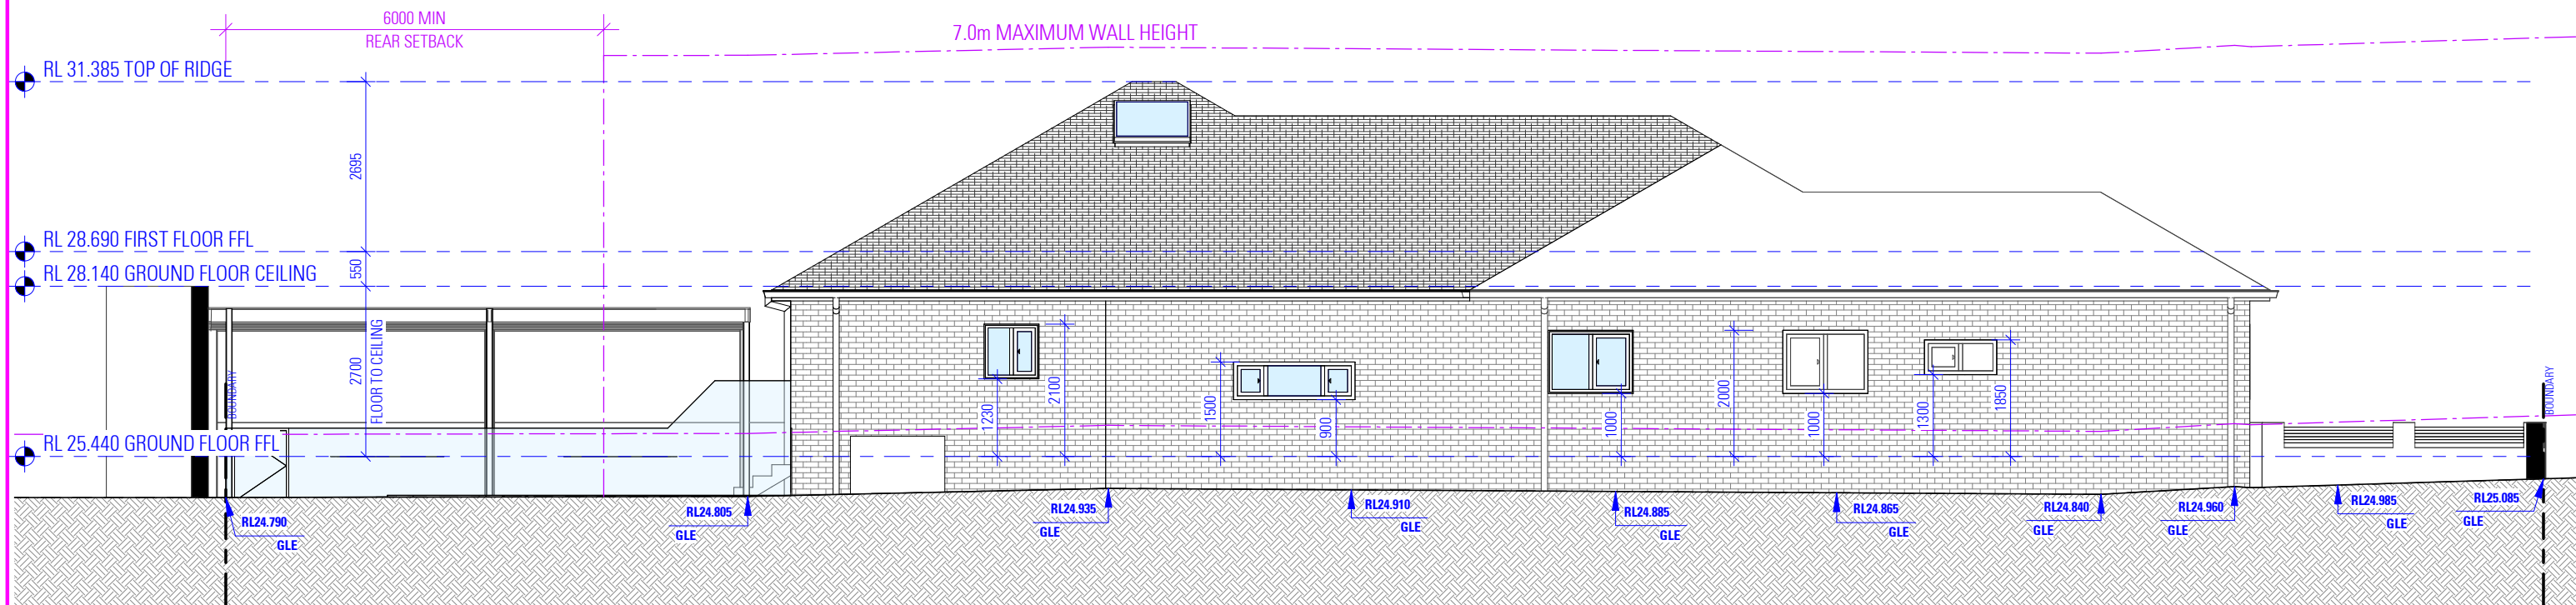 6000 MIN
REAR SETBACK
7.0m MAXIMUM WALL HEIGHT
RL 31.385 TOP OF RIDGE
2695
RL 28.690 FIRST FLOOR FFL
550
RL 28.140 GROUND FLOOR CEILING
2700
FLOOR TO CEILING
BOUNDARY
RL 25.440 GROUND FLOOR FFL
1230
2100
1500
900
1000
2000
1000
1300
1850
BOUNDARY
RL24.790
GLE
RL24.805
GLE
RL24.935
GLE
RL24.910
GLE
RL24.885
GLE
RL24.865
GLE
RL24.840
GLE
RL24.960
GLE
RL24.985
GLE
RL25.085
GLE